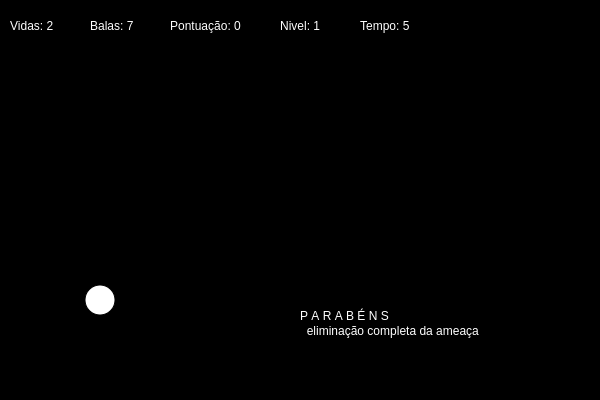 Vidas: 2 Balas: 7 Pontuação: 0 Nivel: 1 Tempo: 5
P A R A B É N S
eliminação completa da ameaça